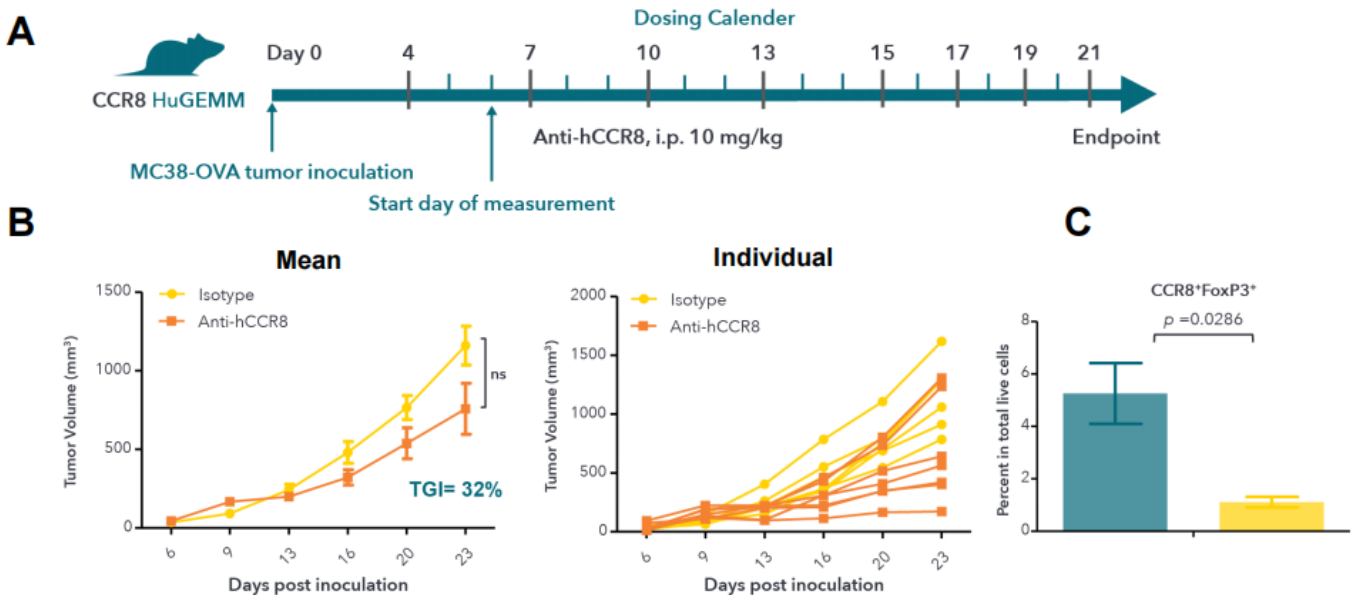 A
Dosing Calender
Day 0 4 7 10 13 15 17 19 21
CCR8 HuGEMM
Anti-hCCR8, i.p. 10 mg/kg
Endpoint
MC38-OVA tumor inoculation
Start day of measurement
B
Mean
Isotype
Anti-hCCR8
Tumor Volume (mm³)
1500
1000
500
0
ns
TGI= 32%
6 9 13 16 20 23
Days post inoculation
Individual
Isotype
Anti-hCCR8
Tumor Volume (mm³)
2000
1500
1000
500
0
6 9 13 16 20 23
Days post inoculation
C
CCR8⁺FoxP3⁺
p =0.0286
Percent in total live cells
8
6
4
2
0